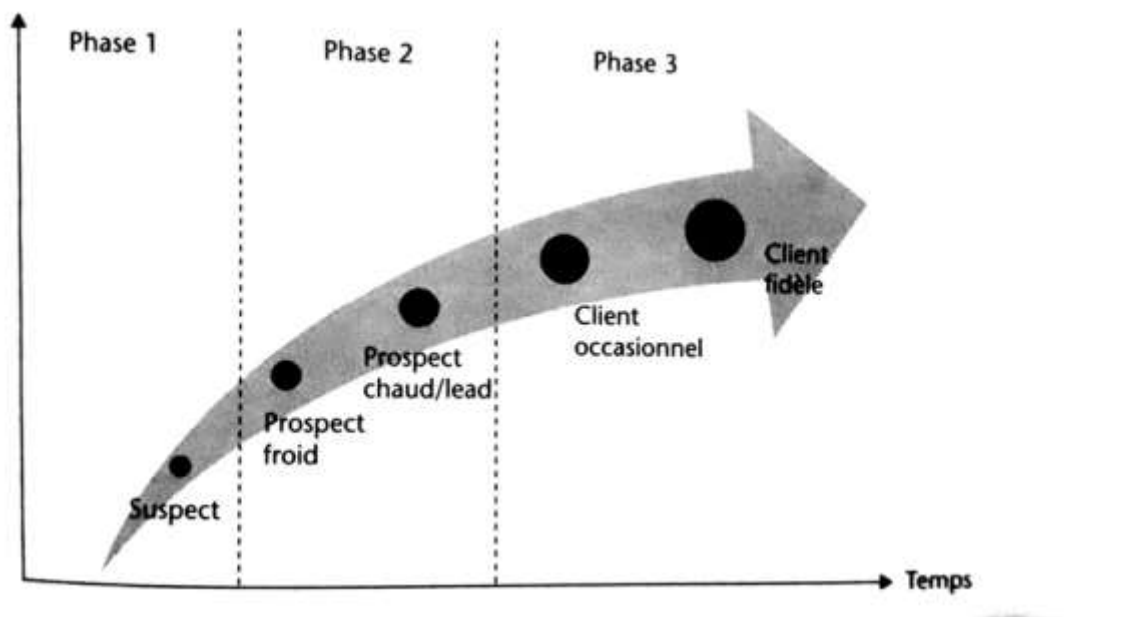 Phase 1
Phase 2
Phase 3
Client
fidèle
Client
occasionnel
Prospect
chaud/lead
Prospect
froid
Suspect
Temps